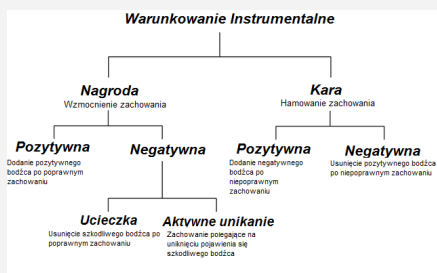 Warunkowanie Instrumentalne
Nagroda
Wzmocnienie zachowania
Kara
Hamowanie zachowania
Pozytywna
Dodanie pozytywnego
bodźca po poprawnym
zachowaniu
Negatywna
Pozytywna
Dodanie negatywnego
bodźca po
niepoprawnym
zachowaniu
Negatywna
Usunięcie pozytywnego bodźca
po niepoprawnym zachowaniu
Ucieczka
Usunięcie szkodliwego bodźca po
poprawnym zachowaniu
Aktywne unikanie
Zachowanie polegające na
uniknięciu pojawienia się
szkodliwego bodźca